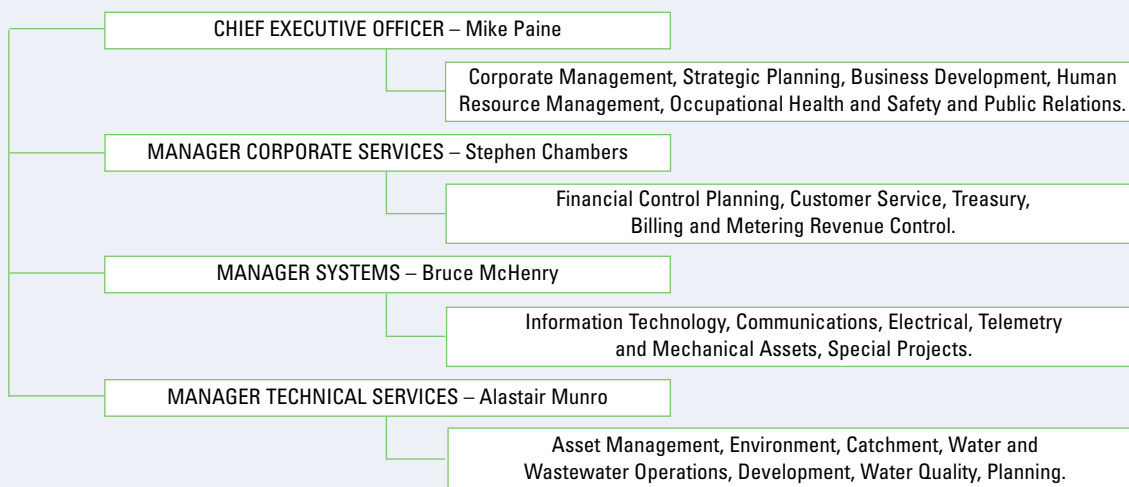 CHIEF EXECUTIVE OFFICER – Mike Paine
Corporate Management, Strategic Planning, Business Development, Human
Resource Management, Occupational Health and Safety and Public Relations.
MANAGER CORPORATE SERVICES – Stephen Chambers
Financial Control Planning, Customer Service, Treasury,
Billing and Metering Revenue Control.
MANAGER SYSTEMS – Bruce McHenry
Information Technology, Communications, Electrical, Telemetry
and Mechanical Assets, Special Projects.
MANAGER TECHNICAL SERVICES – Alastair Munro
Asset Management, Environment, Catchment, Water and
Wastewater Operations, Development, Water Quality, Planning.